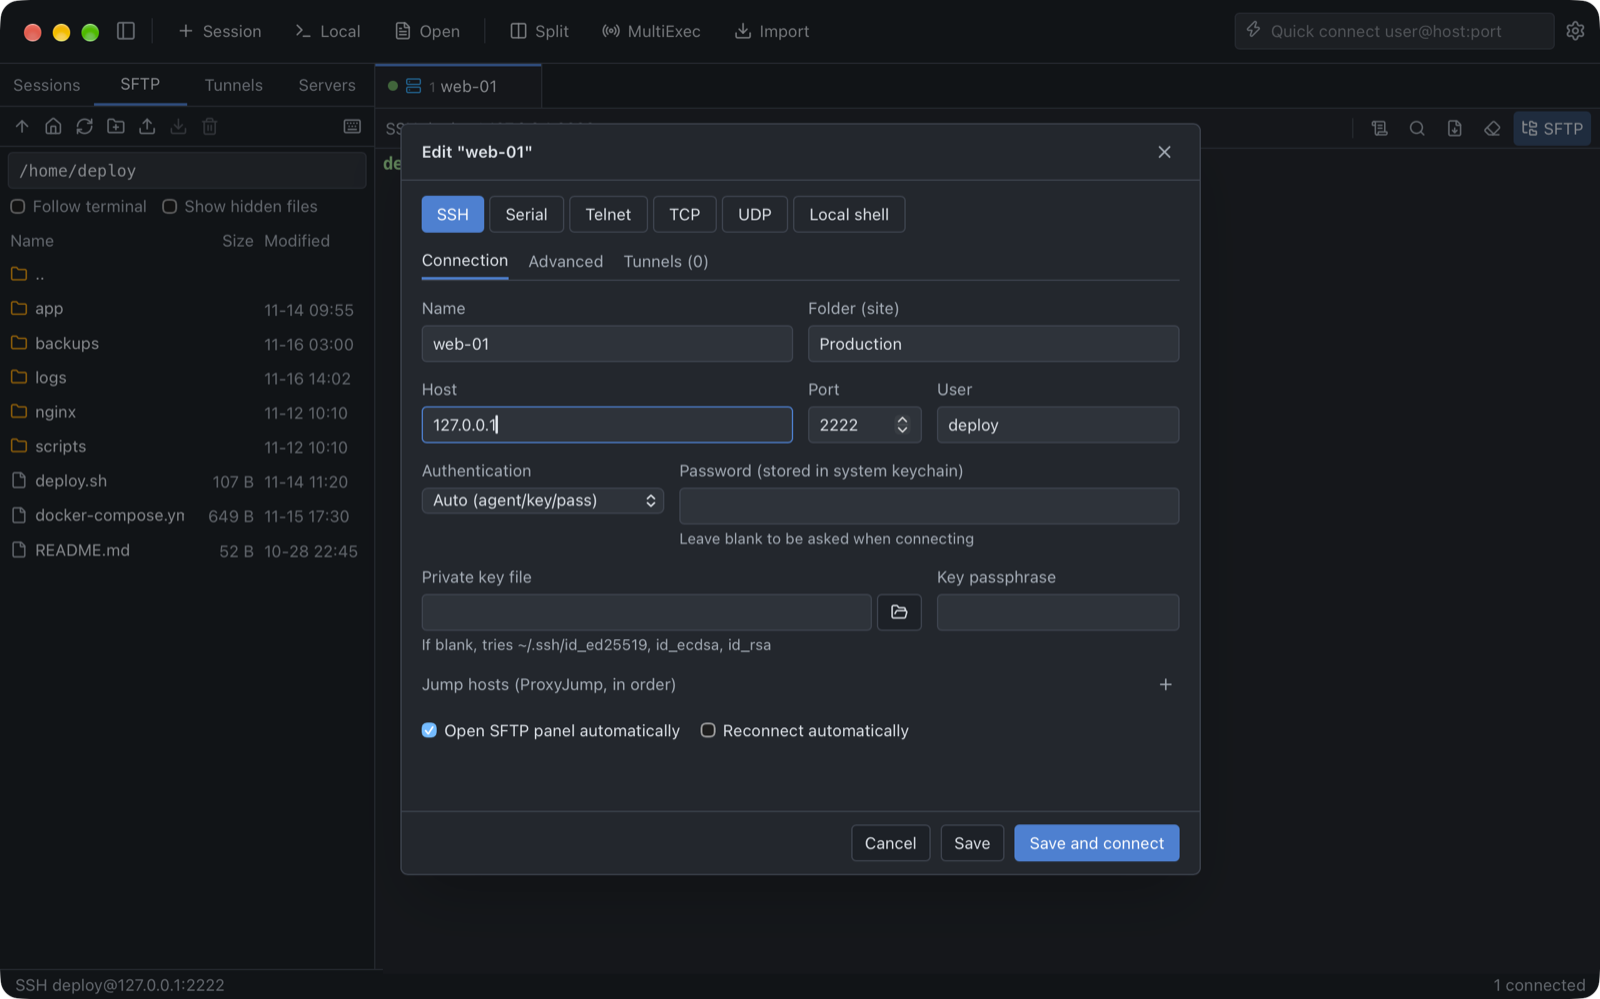 Session Local Open Split MultiExec Import Quick connect user@host:port
Sessions SFTP Tunnels Servers
1 web-01
SFTP
/home/deploy
Follow terminal Show hidden files
Name Size Modified
..
app 11-14 09:55
backups 11-16 03:00
logs 11-16 14:02
nginx 11-12 10:10
scripts 11-12 10:10
deploy.sh 107 B 11-14 11:20
docker-compose.yn 649 B 11-15 17:30
README.md 52 B 10-28 22:45
Edit "web-01"
SSH Serial Telnet TCP UDP Local shell
Connection Advanced Tunnels (0)
Name Folder (site)
web-01 Production
Host Port User
127.0.0.1 2222 deploy
Authentication Password (stored in system keychain)
Auto (agent/key/pass)
Leave blank to be asked when connecting
Private key file Key passphrase
If blank, tries ~/.ssh/id_ed25519, id_ecdsa, id_rsa
Jump hosts (ProxyJump, in order)
Open SFTP panel automatically Reconnect automatically
Cancel Save Save and connect
SSH deploy@127.0.0.1:2222 1 connected